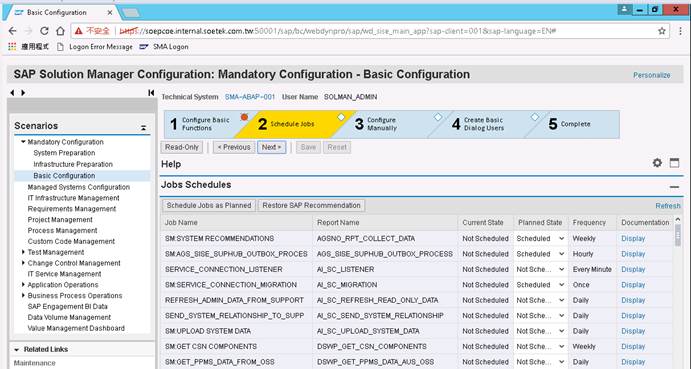 Basic Configuration
不安全 https://soepcoe.internal.soetek.com.tw:50001/sap/bc/webdynpro/sap/wd_sise_main_app?sap-client=001&sap-language=EN#
應用程式 Logon Error Message SMA Logon
SAP Solution Manager Configuration: Mandatory Configuration - Basic Configuration
Personalize
Technical System SMA~ABAP~001 User Name SOLMAN_ADMIN
Scenarios
Mandatory Configuration
System Preparation
Infrastructure Preparation
Basic Configuration
Managed Systems Configuration
IT Infrastructure Management
Requirements Management
Project Management
Process Management
Custom Code Management
Test Management
Change Control Management
IT Service Management
Application Operations
Business Process Operations
SAP Engagement BI Data
Data Volume Management
Value Management Dashboard
Related Links
Maintenance
1 Configure Basic Functions
2 Schedule Jobs
3 Configure Manually
4 Create Basic Dialog Users
5 Complete
Read-Only < Previous Next > Save Reset
Help
Jobs Schedules
Schedule Jobs as Planned Restore SAP Recommendation Refresh
Job Name Report Name Current State Planned State Frequency Documentation
SM:SYSTEM RECOMMENDATIONS AGSNO_RPT_COLLECT_DATA Not Scheduled Scheduled Weekly Display
SM:AGS_SISE_SUPHUB_OUTBOX_PROCES AGS_SISE_SUPHUB_OUTBOX_PROCESS Not Scheduled Scheduled Hourly Display
SERVICE_CONNECTION_LISTENER AI_SC_LISTENER Not Scheduled Not Sche... Every Minute Display
SM:SERVICE_CONNECTION_MIGRATION AI_SC_MIGRATION Not Scheduled Scheduled Once Display
REFRESH_ADMIN_DATA_FROM_SUPPORT AI_SC_REFRESH_READ_ONLY_DATA Not Scheduled Not Sche... Daily Display
SEND_SYSTEM_RELATIONSHIP_TO_SUPP AI_SC_SEND_SYSTEM_RELATIONSHIP Not Scheduled Not Sche... Daily Display
SM:UPLOAD SYSTEM DATA AI_SC_UPLOAD_SYSTEM_DATA Not Scheduled Not Sche... Daily Display
SM:GET CSN COMPONENTS DSWP_GET_CSN_COMPONENTS Not Scheduled Not Sche... Weekly Display
SM:GET_PPMS_DATA_FROM_OSS DSWP_GET_PPMS_DATA_AUS_OSS Not Scheduled Not Sche... Daily Display